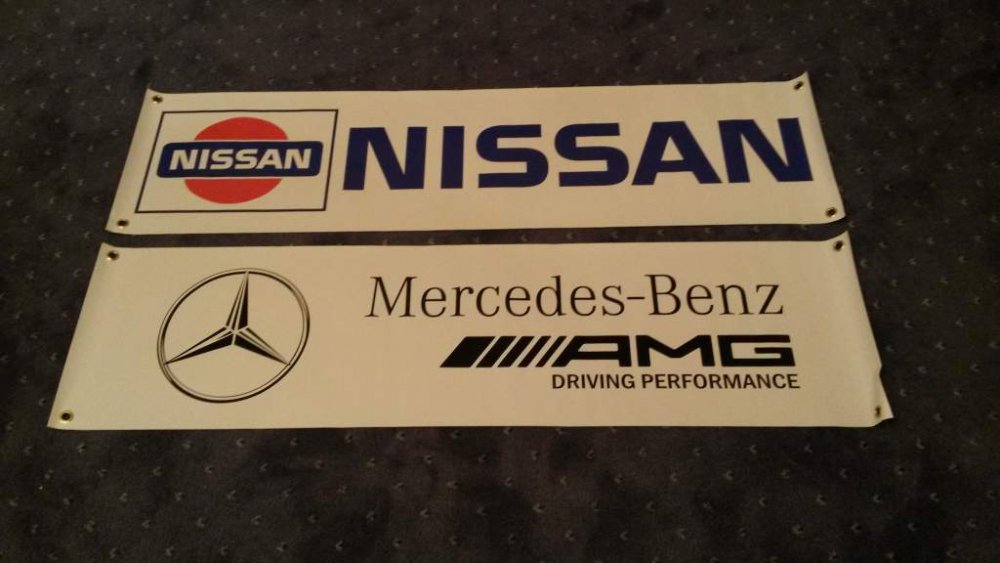 NISSAN NISSAN
Mercedes-Benz
AMG
DRIVING PERFORMANCE